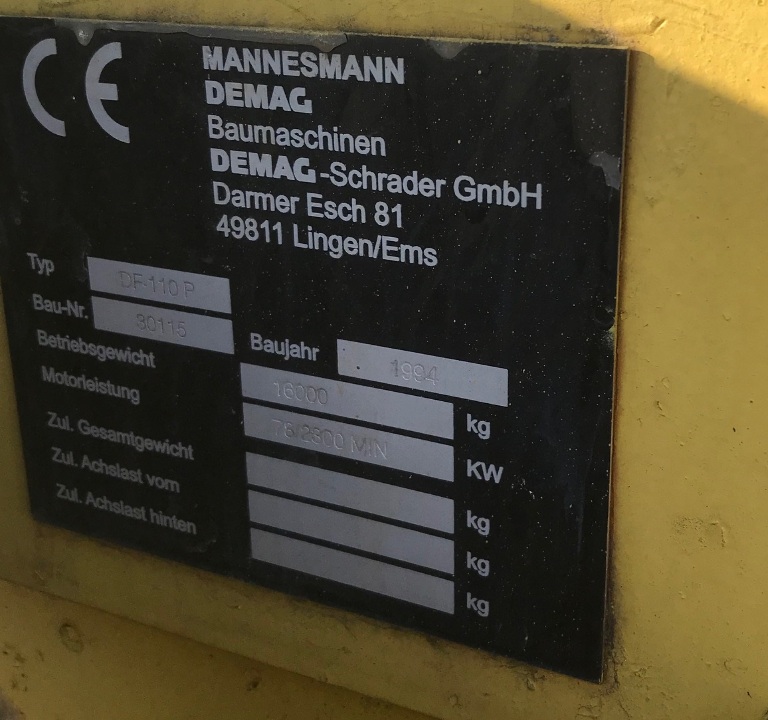 CE
MANNESMANN
DEMAG
Baumaschinen
DEMAG-Schrader GmbH
Darmer Esch 81
49811 Lingen/Ems
Typ DF 110 P
Bau-Nr. 30115 Baujahr 1994
Betriebsgewicht 16000 kg
Motorleistung 78/2300 MIN KW
Zul. Gesamtgewicht kg
Zul. Achslast vorn kg
Zul. Achslast hinten kg